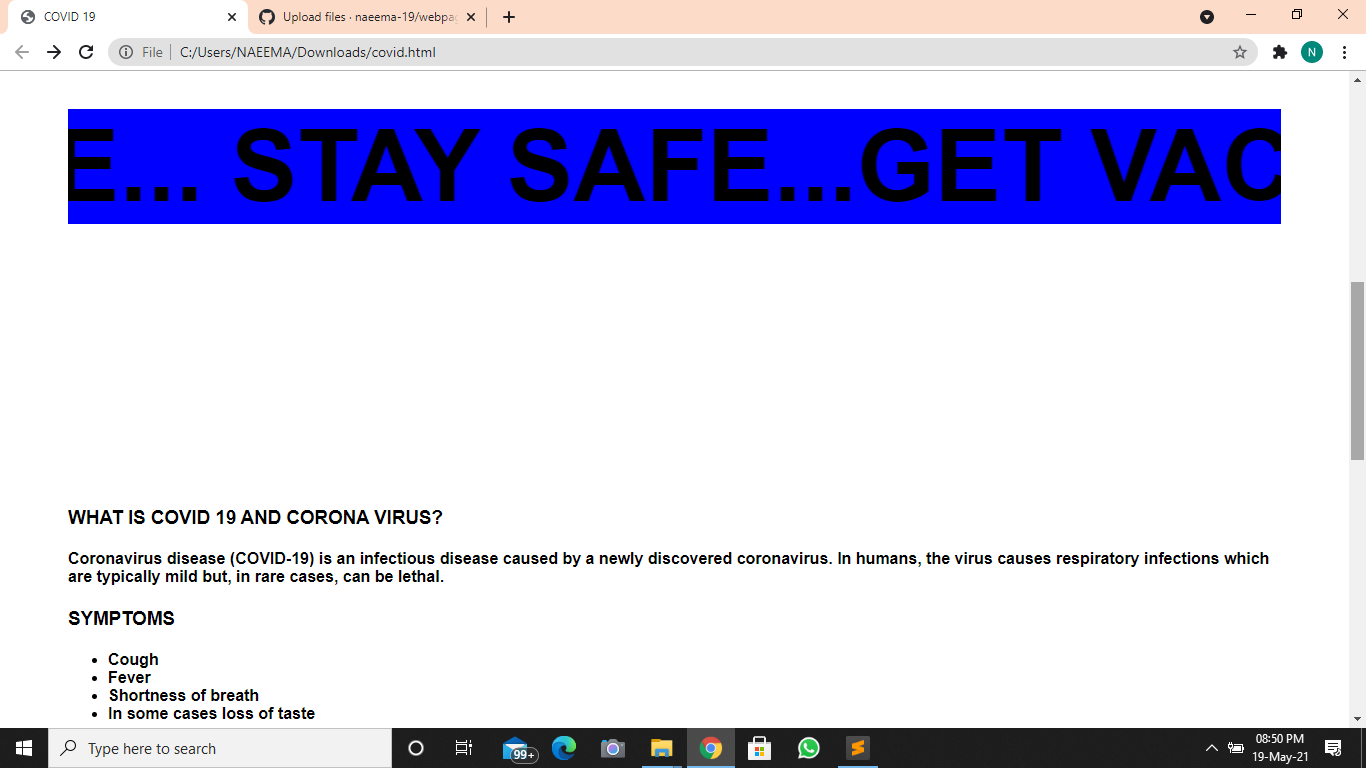 COVID 19
Upload files · naeema-19/webpac
File
C:/Users/NAEEMA/Downloads/covid.html
N
E... STAY SAFE...GET VAC
WHAT IS COVID 19 AND CORONA VIRUS?
Coronavirus disease (COVID-19) is an infectious disease caused by a newly discovered coronavirus. In humans, the virus causes respiratory infections which
are typically mild but, in rare cases, can be lethal.
SYMPTOMS
Cough
Fever
Shortness of breath
In some cases loss of taste
Type here to search
99+
08:50 PM
19-May-21